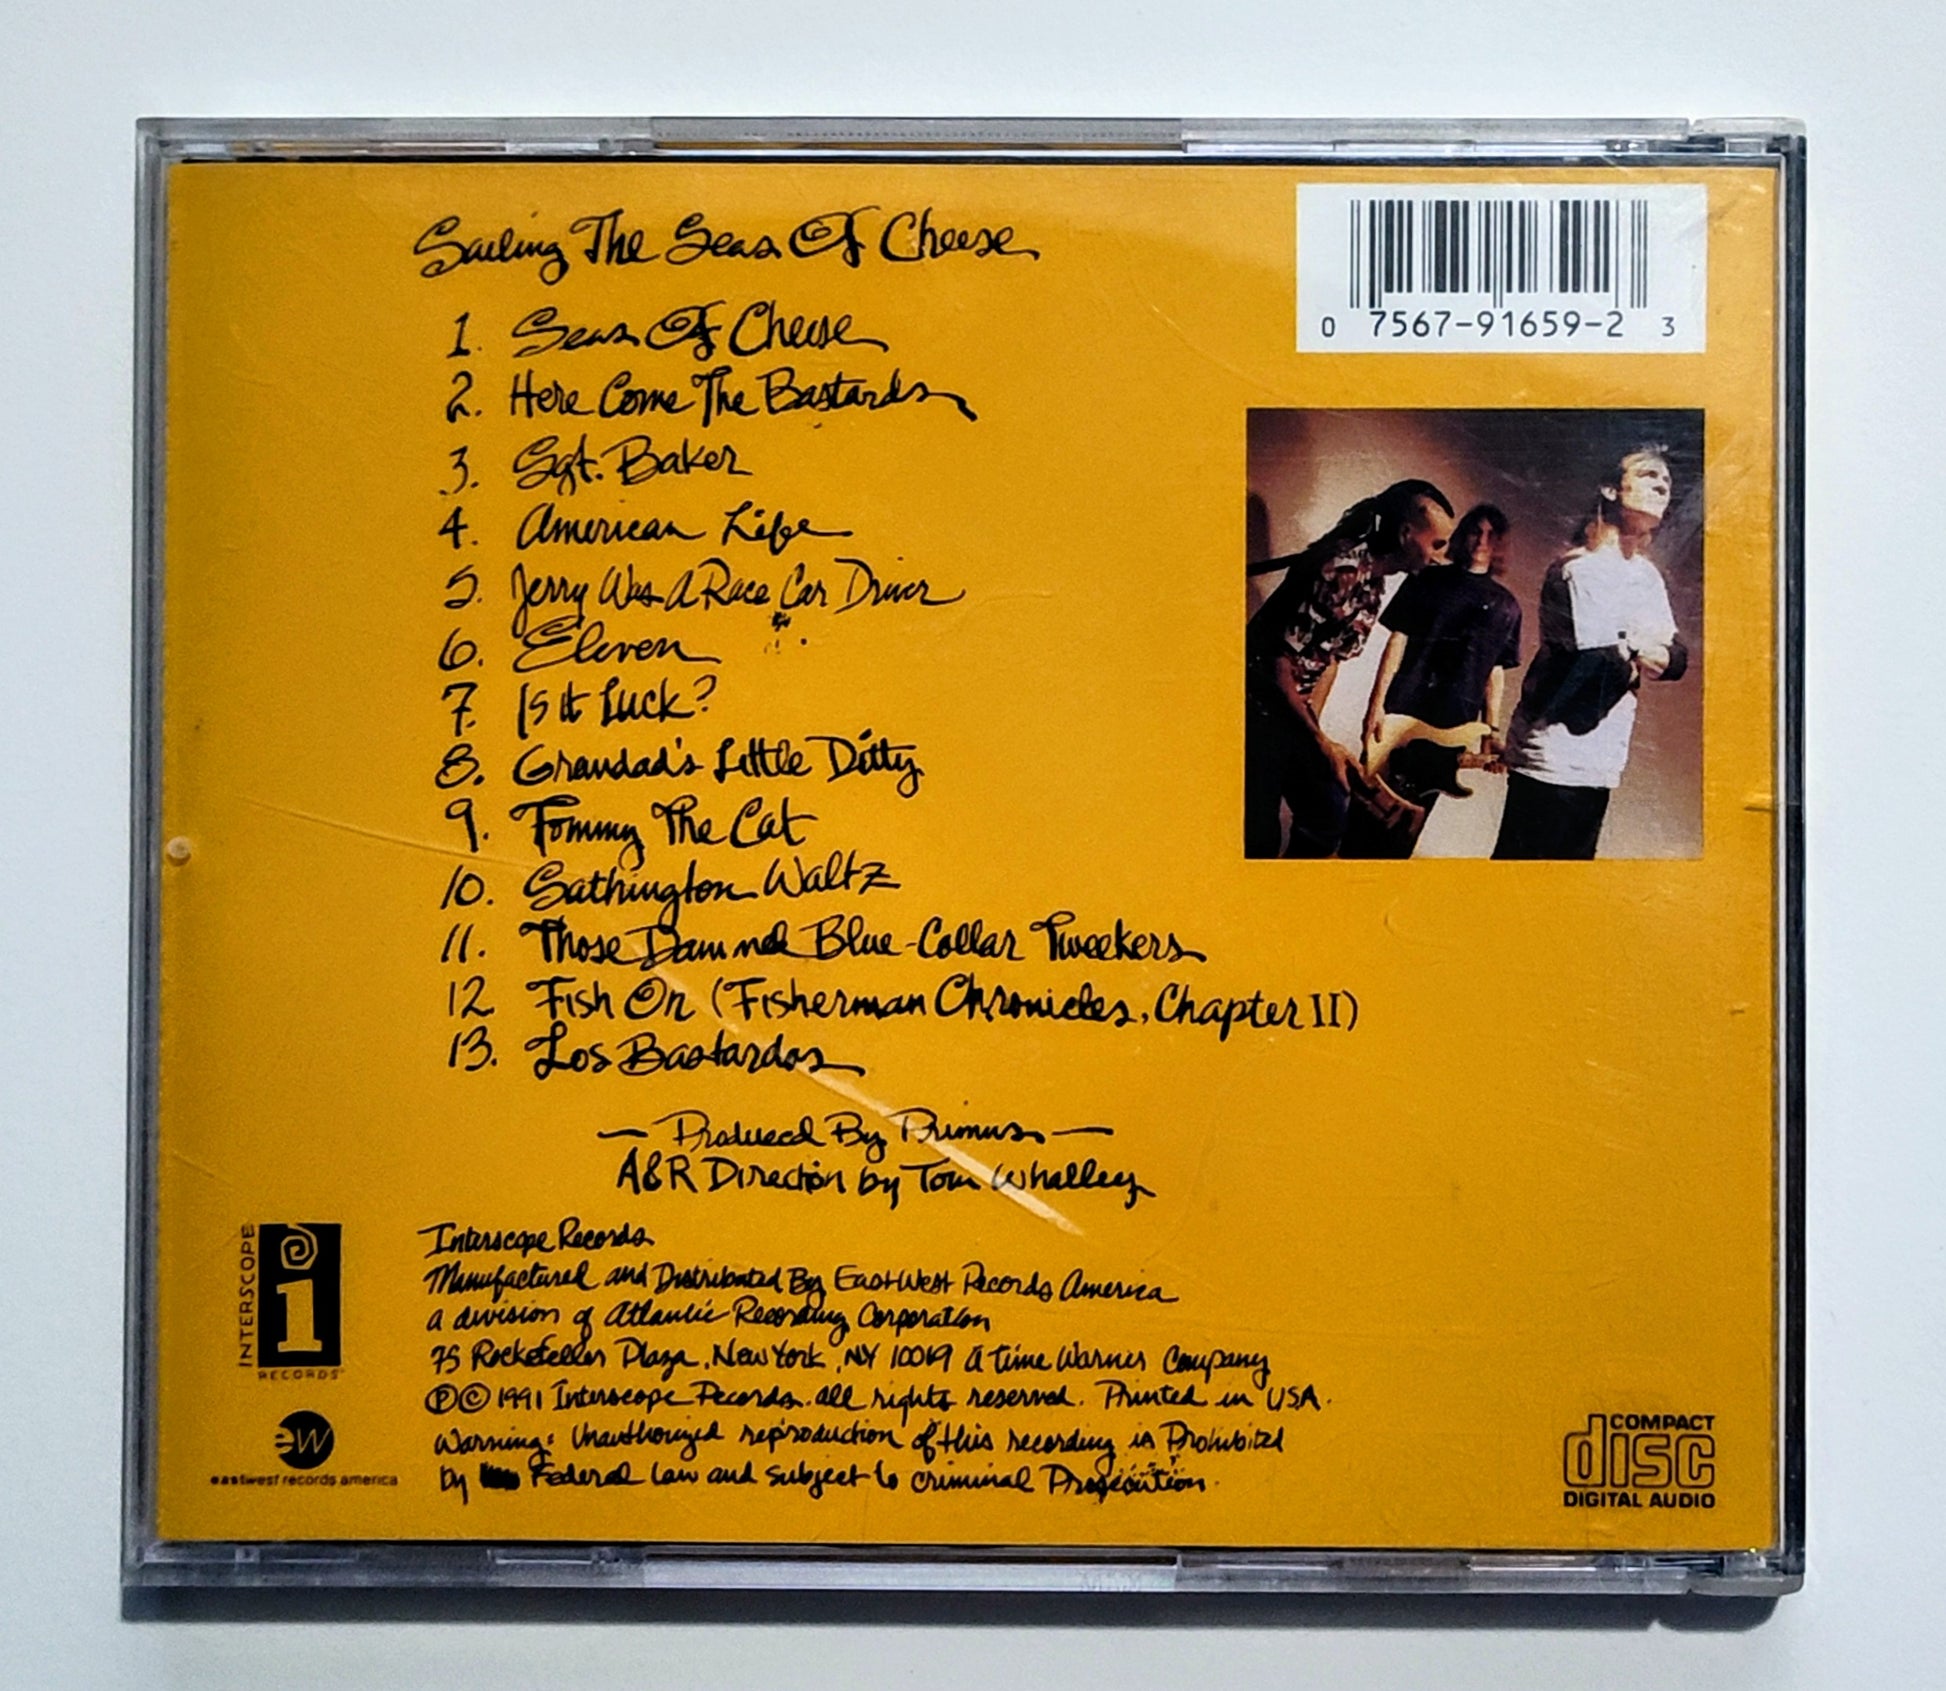 Sailing The Seas Of Cheese
1. Seas Of Cheese
2. Here Come The Bastards
3. Sgt. Baker
4. American Life
5. Jerry Was A Race Car Driver
6. Eleven
7. Is It Luck?
8. Grandad's Little Ditty
9. Tommy The Cat
10. Sathington Waltz
11. Those Damned Blue-Collar Tweekers
12. Fish On (Fisherman Chronicles, Chapter II)
13. Los Bastardos
— Produced By Primus —
A&R Direction by Tom Whalley
0 7567-91659-2 3
INTERSCOPE
i
RECORDS
ew
eastwest records america
Interscope Records
Manufactured and Distributed By EastWest Records America
a division of Atlantic Recording Corporation
75 Rockefeller Plaza, New York, NY 10019 A Time Warner Company
℗ © 1991 Interscope Records. all rights reserved. Printed in U.S.A.
Warning: Unauthorized reproduction of this recording is Prohibited
by Federal law and subject to criminal Prosecution.
COMPACT
disc
DIGITAL AUDIO